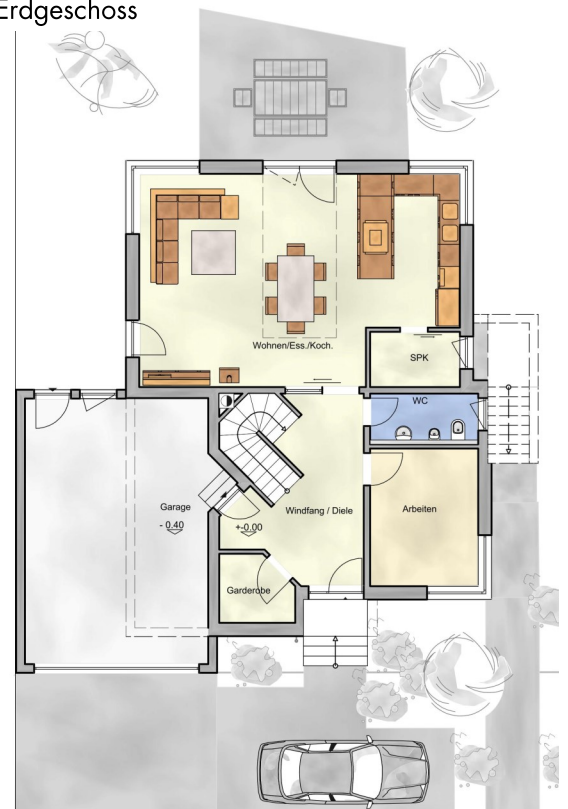 Erdgeschoss
Wohnen/Ess./Koch.
SPK
WC
Garage
- 0.40
Windfang / Diele
+-0.00
Arbeiten
Garderobe